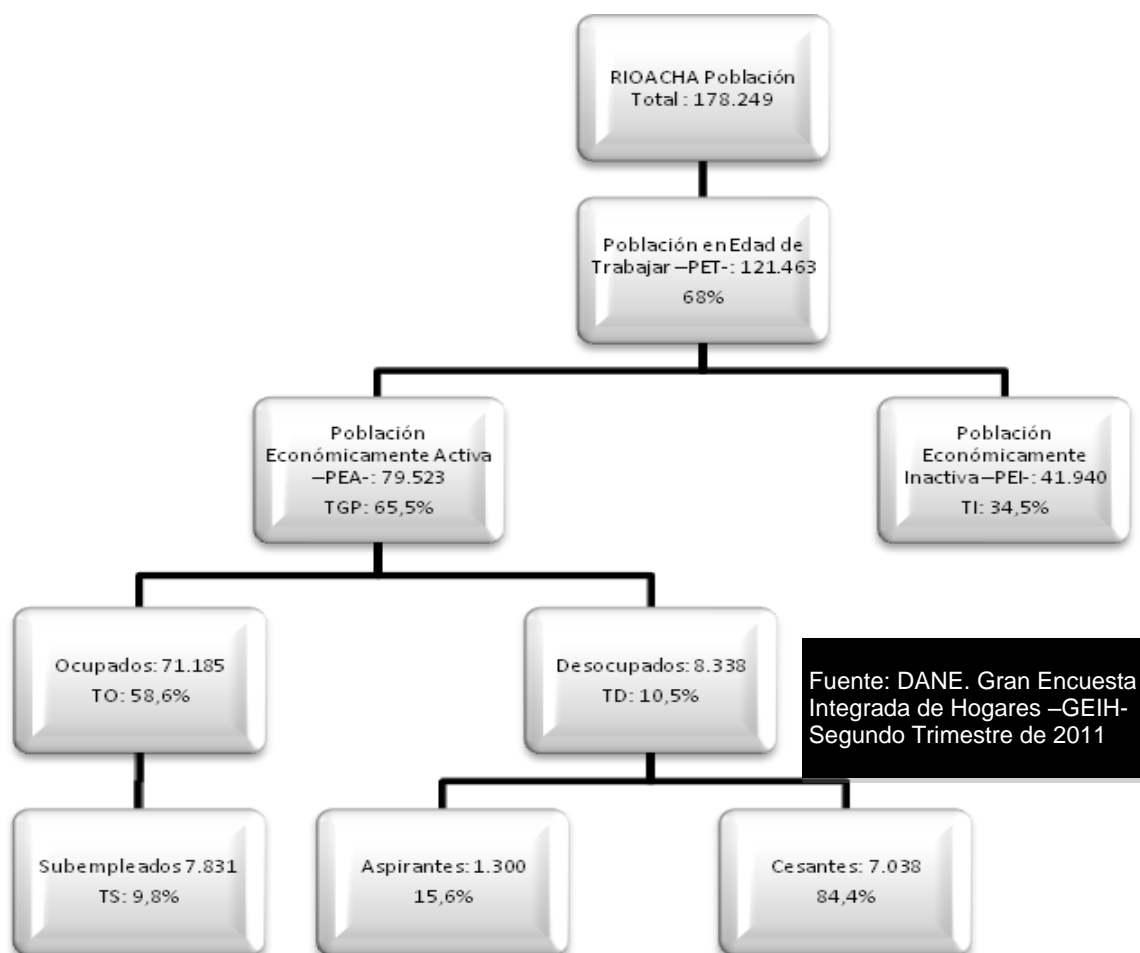 RIOACHA Población
Total : 178.249
Población en Edad de
Trabajar –PET-: 121.463
68%
Población
Económicamente Activa
–PEA-: 79.523
TGP: 65,5%
Población
Económicamente
Inactiva–PEI-: 41.940
TI: 34,5%
Ocupados: 71.185
TO: 58,6%
Desocupados: 8.338
TD: 10,5%
Fuente: DANE. Gran Encuesta
Integrada de Hogares –GEIH-
Segundo Trimestre de 2011
Subempleados 7.831
TS: 9,8%
Aspirantes: 1.300
15,6%
Cesantes: 7.038
84,4%